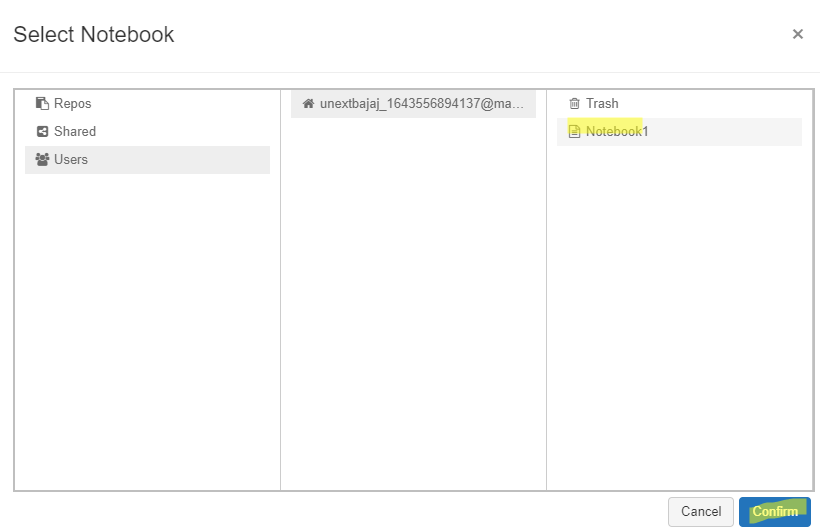 Select Notebook
×
Repos
Shared
Users
unextbajaj_1643556894137@ma...
Trash
Notebook1
Cancel
Confirm